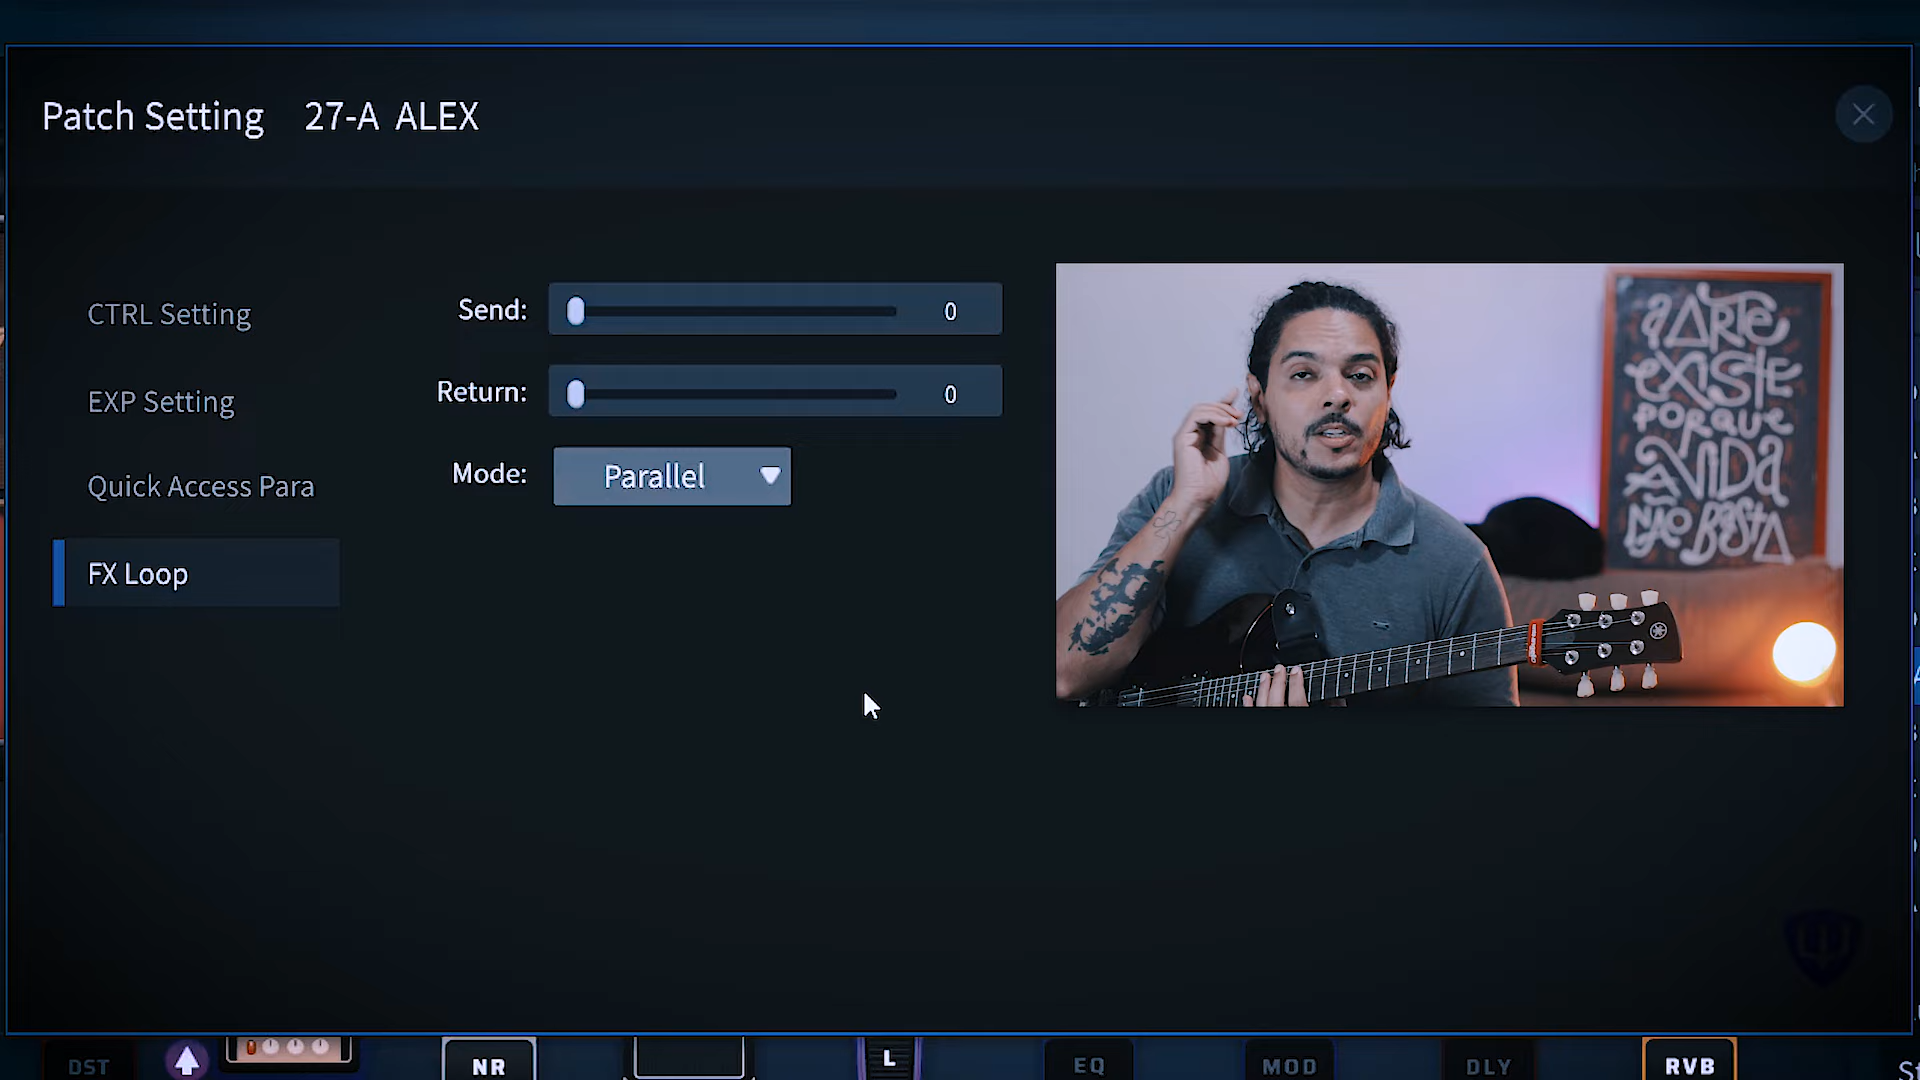 Patch Setting 27-A ALEX
CTRL Setting
EXP Setting
Quick Access Para
FX Loop
Send: 0
Return: 0
Mode: Parallel
aARTE
EXiSTE
PORQUE
A ViDA
NÃO BASTA
DST
NR
L
EQ
MOD
DLY
RVB